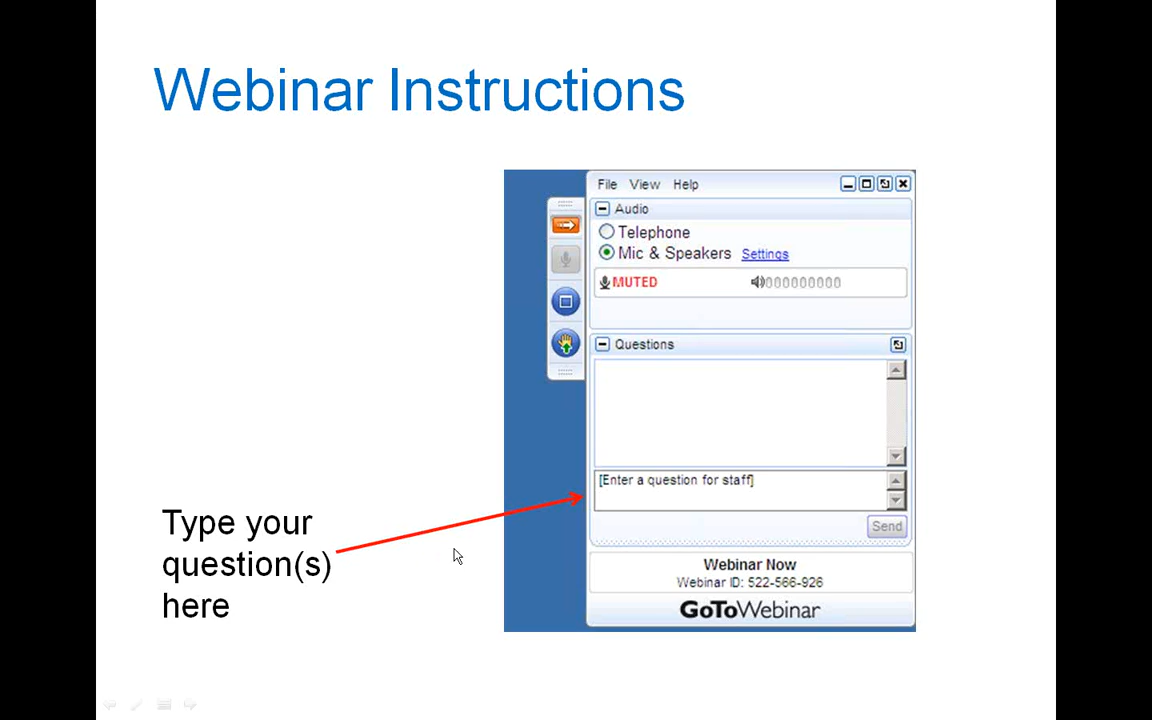 Webinar Instructions
File View Help
Audio
Telephone
Mic & Speakers Settings
MUTED
Questions
[Enter a question for staff]
Send
Type your
question(s)
here
Webinar Now
Webinar ID: 522-566-926
GoToWebinar